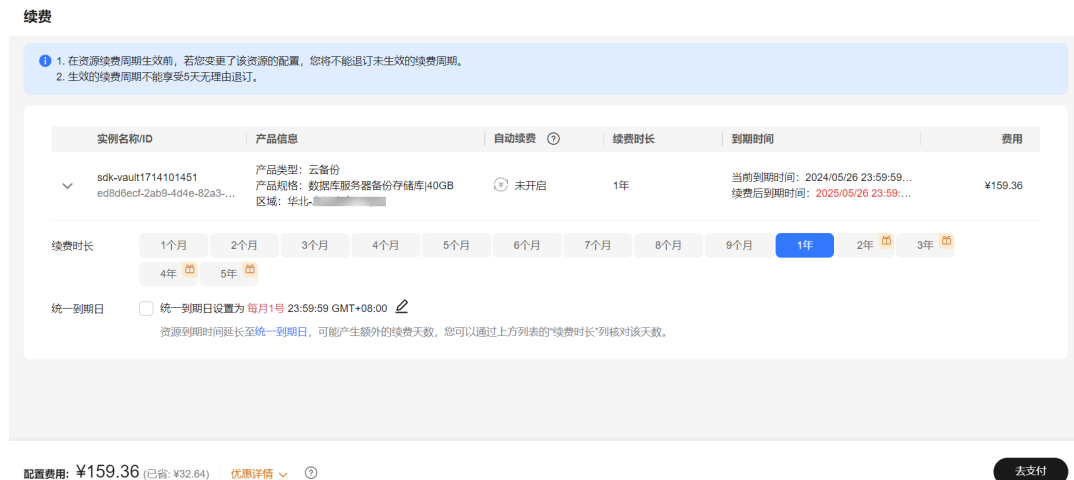 续费
1. 在资源续费周期生效前，若您变更了该资源的配置，您将不能退订未生效的续费周期。
2. 生效的续费周期不能享受5天无理由退订。
实例名称/ID 产品信息 自动续费 续费时长 到期时间 费用
sdk-vault1714101451
ed8d6ecf-2ab9-4d4e-82a3-...
产品类型：云备份
产品规格：数据库服务器备份存储库|40GB
区域：华北-
未开启
1年
当前到期时间：2024/05/26 23:59:59...
续费后到期时间：2025/05/26 23:59:...
¥159.36
续费时长 1个月 2个月 3个月 4个月 5个月 6个月 7个月 8个月 9个月 1年 2年 3年
4年 5年
统一到期日 统一到期日设置为 每月1号 23:59:59 GMT+08:00
资源到期时间延长至统一到期日，可能产生额外的续费天数，您可以通过上方列表的“续费时长”列核对该天数。
配置费用: ¥159.36 (已省: ¥32.64) 优惠详情 去支付